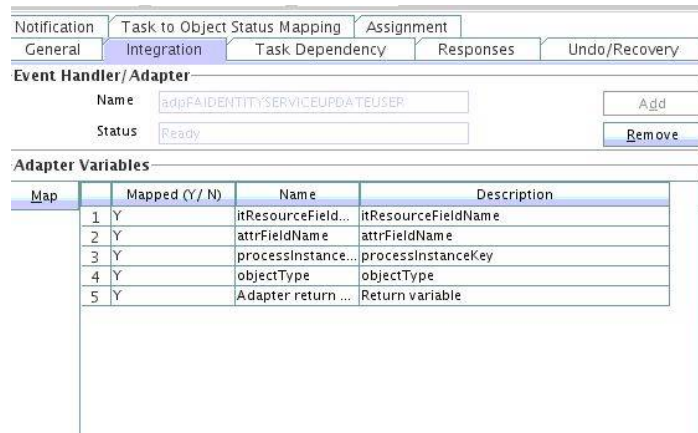 Notification Task to Object Status Mapping Assignment
General Integration Task Dependency Responses Undo/Recovery
Event Handler/Adapter
Name adpFAIDENTITYSERVICEUPDATEUSER Add
Status Ready Remove
Adapter Variables
Map Mapped (Y/ N) Name Description
1 Y itResourceField... itResourceFieldName
2 Y attrFieldName attrFieldName
3 Y processInstance... processInstanceKey
4 Y objectType objectType
5 Y Adapter return ... Return variable